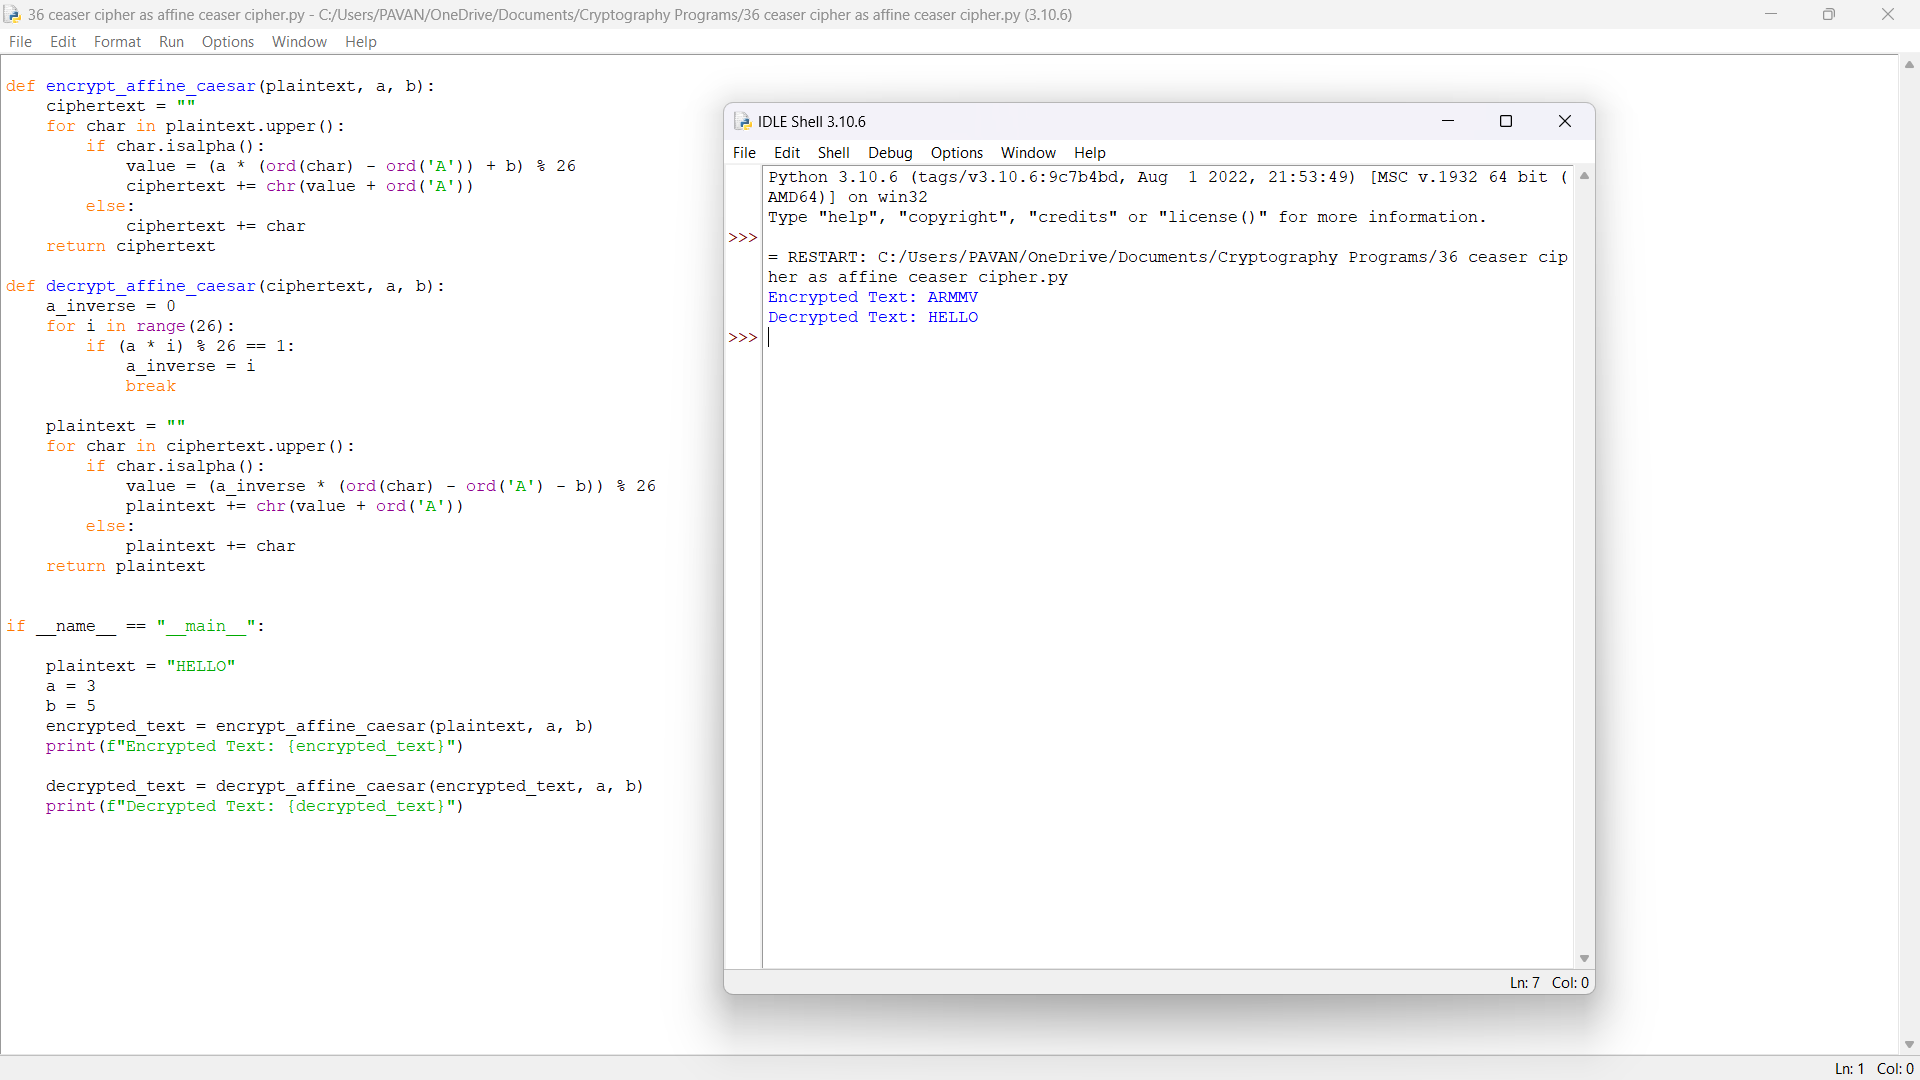 36 ceaser cipher as affine ceaser cipher.py - C:/Users/PAVAN/OneDrive/Documents/Cryptography Programs/36 ceaser cipher as affine ceaser cipher.py (3.10.6)
File Edit Format Run Options Window Help
def encrypt_affine_caesar(plaintext, a, b):
    ciphertext = ""
    for char in plaintext.upper():
        if char.isalpha():
            value = (a * (ord(char) - ord('A')) + b) % 26
            ciphertext += chr(value + ord('A'))
        else:
            ciphertext += char
    return ciphertext

def decrypt_affine_caesar(ciphertext, a, b):
    a_inverse = 0
    for i in range(26):
        if (a * i) % 26 == 1:
            a_inverse = i
            break

    plaintext = ""
    for char in ciphertext.upper():
        if char.isalpha():
            value = (a_inverse * (ord(char) - ord('A') - b)) % 26
            plaintext += chr(value + ord('A'))
        else:
            plaintext += char
    return plaintext


if __name__ == "__main__":

    plaintext = "HELLO"
    a = 3
    b = 5
    encrypted_text = encrypt_affine_caesar(plaintext, a, b)
    print(f"Encrypted Text: {encrypted_text}")

    decrypted_text = decrypt_affine_caesar(encrypted_text, a, b)
    print(f"Decrypted Text: {decrypted_text}")
IDLE Shell 3.10.6
File Edit Shell Debug Options Window Help
Python 3.10.6 (tags/v3.10.6:9c7b4bd, Aug  1 2022, 21:53:49) [MSC v.1932 64 bit (
AMD64)] on win32
Type "help", "copyright", "credits" or "license()" for more information.
>>>
= RESTART: C:/Users/PAVAN/OneDrive/Documents/Cryptography Programs/36 ceaser cip
her as affine ceaser cipher.py
Encrypted Text: ARMMV
Decrypted Text: HELLO
>>>
Ln: 7 Col: 0
Ln: 1 Col: 0